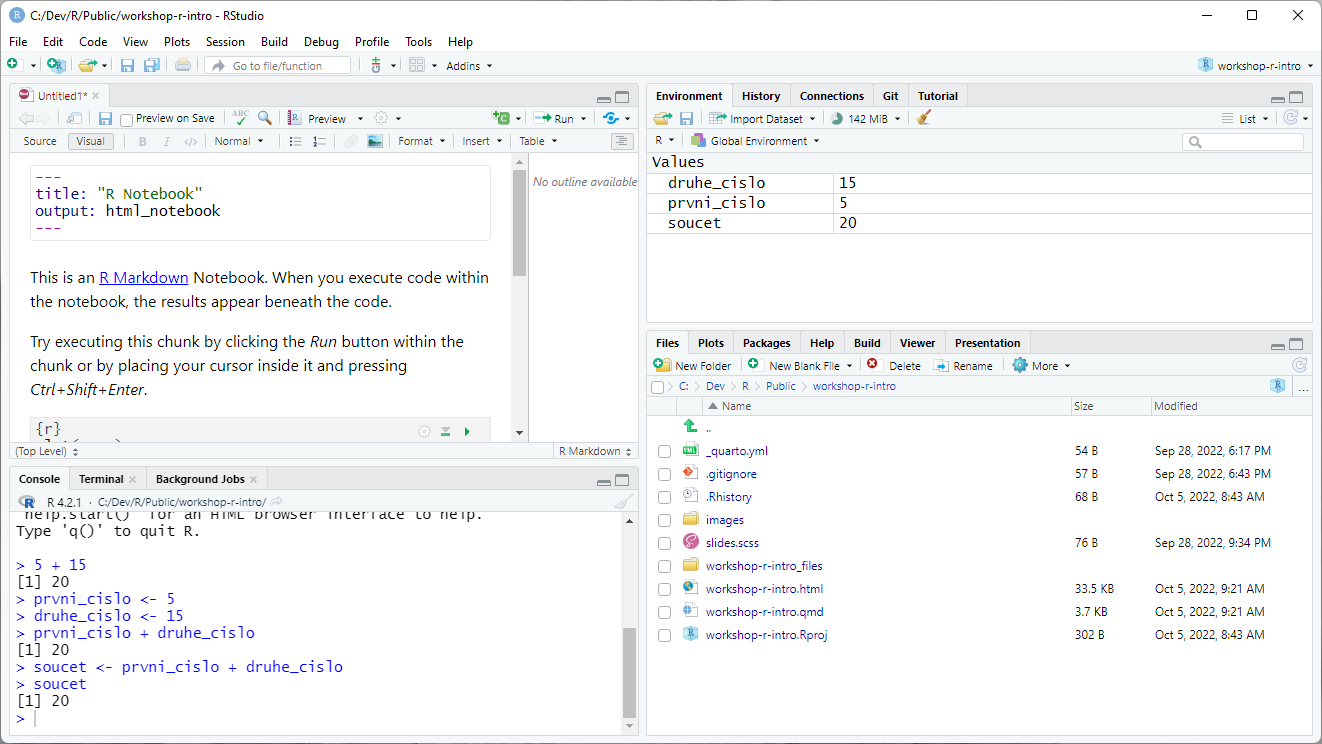 C:/Dev/R/Public/workshop-r-intro - RStudio
File Edit Code View Plots Session Build Debug Profile Tools Help
Go to file/function Addins workshop-r-intro
Untitled1*
Preview on Save ABC Preview Run
Source Visual B I </> Normal Format Insert Table
---
title: "R Notebook"
output: html_notebook
---
This is an R Markdown Notebook. When you execute code within
the notebook, the results appear beneath the code.
Try executing this chunk by clicking the Run button within the
chunk or by placing your cursor inside it and pressing
Ctrl+Shift+Enter.
{r}
No outline available
(Top Level) R Markdown
Console Terminal Background Jobs
R 4.2.1 · C:/Dev/R/Public/workshop-r-intro/
'help.start()' for an HTML browser interface to help.
Type 'q()' to quit R.
> 5 + 15
[1] 20
> prvni_cislo <- 5
> druhe_cislo <- 15
> prvni_cislo + druhe_cislo
[1] 20
> soucet <- prvni_cislo + druhe_cislo
> soucet
[1] 20
>
Environment History Connections Git Tutorial
Import Dataset 142 MiB List
R Global Environment
Values
druhe_cislo 15
prvni_cislo 5
soucet 20
Files Plots Packages Help Build Viewer Presentation
New Folder New Blank File Delete Rename More
C: Dev R Public workshop-r-intro ...
Name Size Modified
..
_quarto.yml 54 B Sep 28, 2022, 6:17 PM
.gitignore 57 B Sep 28, 2022, 6:43 PM
.Rhistory 68 B Oct 5, 2022, 8:43 AM
images
slides.scss 76 B Sep 28, 2022, 9:34 PM
workshop-r-intro_files
workshop-r-intro.html 33.5 KB Oct 5, 2022, 9:21 AM
workshop-r-intro.qmd 3.7 KB Oct 5, 2022, 9:21 AM
workshop-r-intro.Rproj 302 B Oct 5, 2022, 8:43 AM